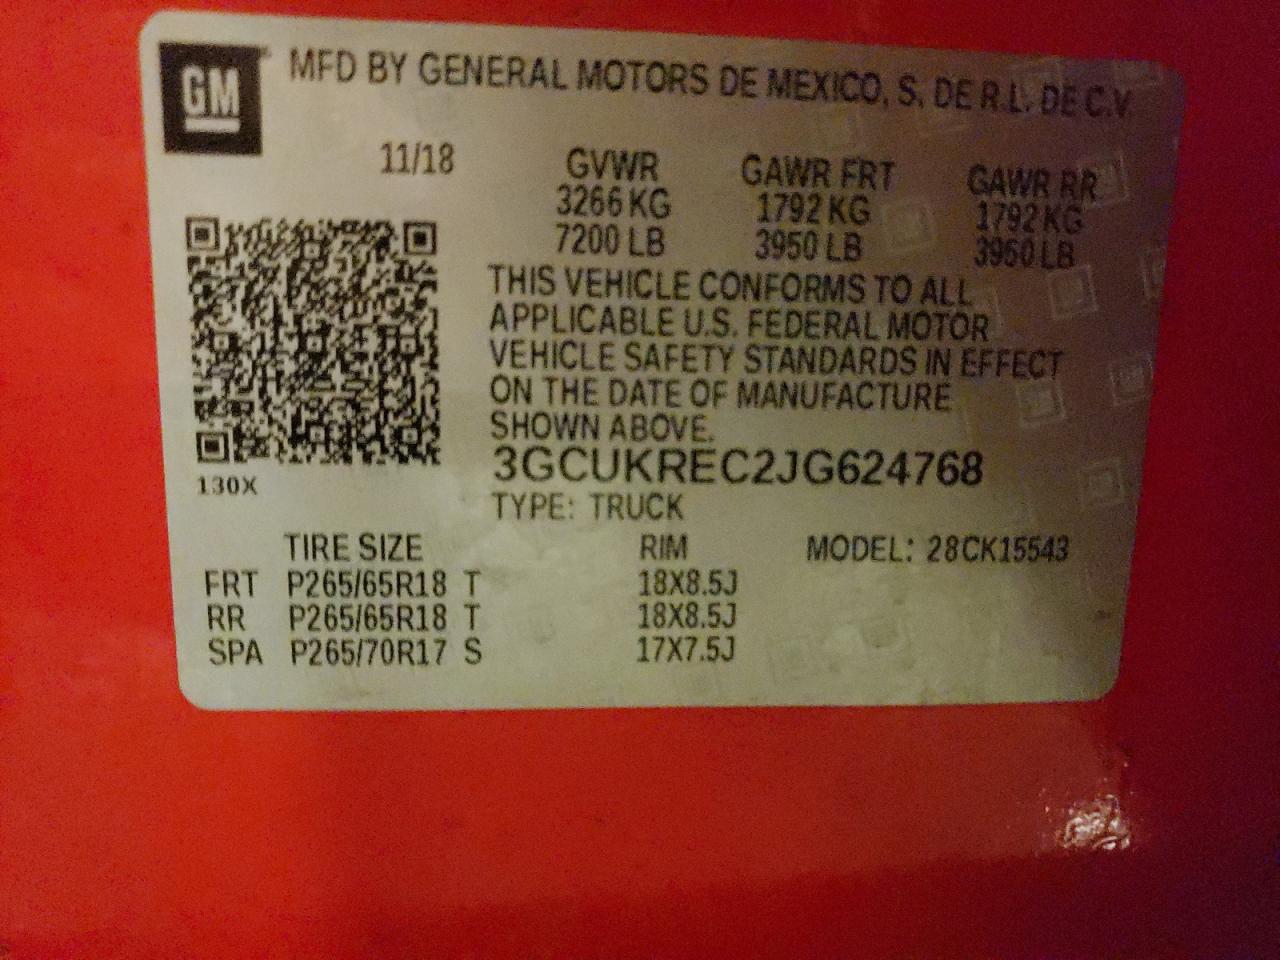 GM MFD BY GENERAL MOTORS DE MEXICO, S. DE R.L. DE C.V.
11/18 GVWR GAWR FRT GAWR RR
3266 KG 1792 KG 1792 KG
7200 LB 3950 LB 3950 LB
THIS VEHICLE CONFORMS TO ALL
APPLICABLE U.S. FEDERAL MOTOR
VEHICLE SAFETY STANDARDS IN EFFECT
ON THE DATE OF MANUFACTURE
SHOWN ABOVE.
3GCUKREC2JG624768
130X
TYPE: TRUCK
TIRE SIZE RIM MODEL: 28CK15543
FRT P265/65R18 T 18X8.5J
RR P265/65R18 T 18X8.5J
SPA P265/70R17 S 17X7.5J